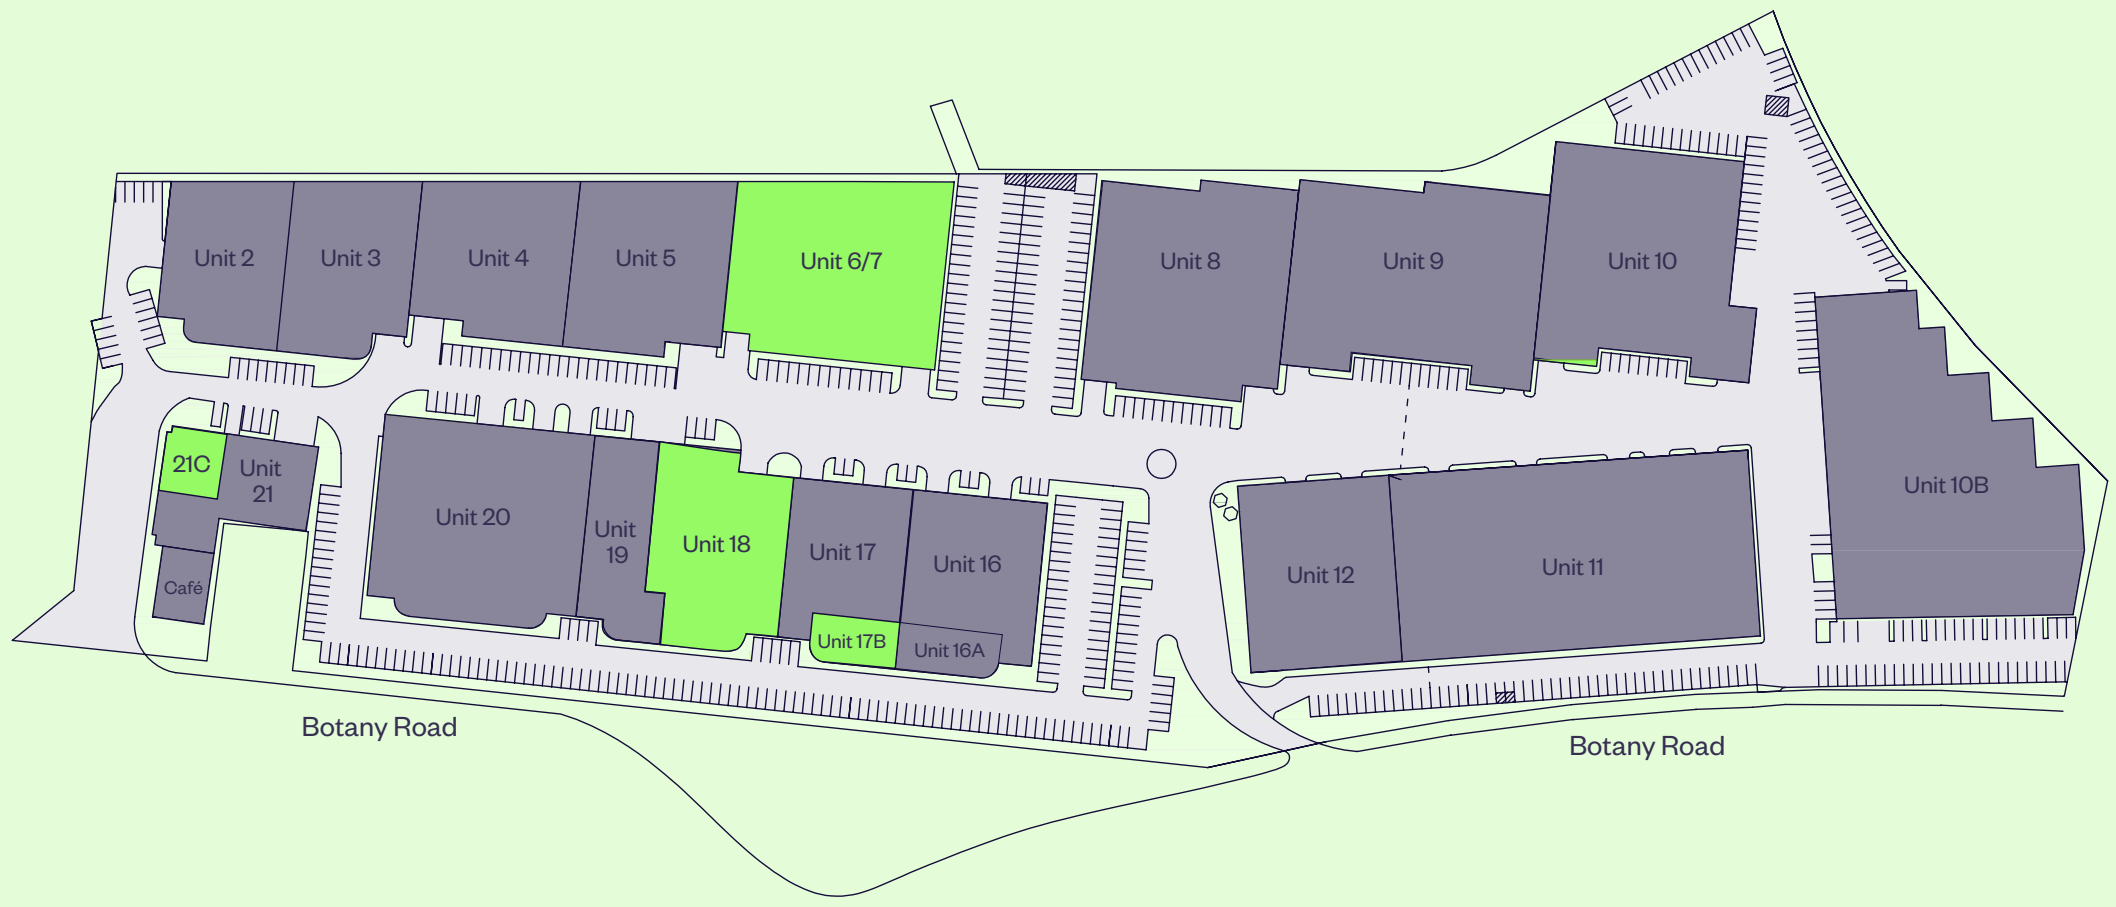 Unit 2
Unit 3
Unit 4
Unit 5
Unit 6/7
Unit 8
Unit 9
Unit 10
21C
Unit
21
Café
Unit 20
Unit
19
Unit 18
Unit 17
Unit 16
Unit 17B
Unit 16A
Unit 12
Unit 11
Unit 10B
Botany Road
Botany Road